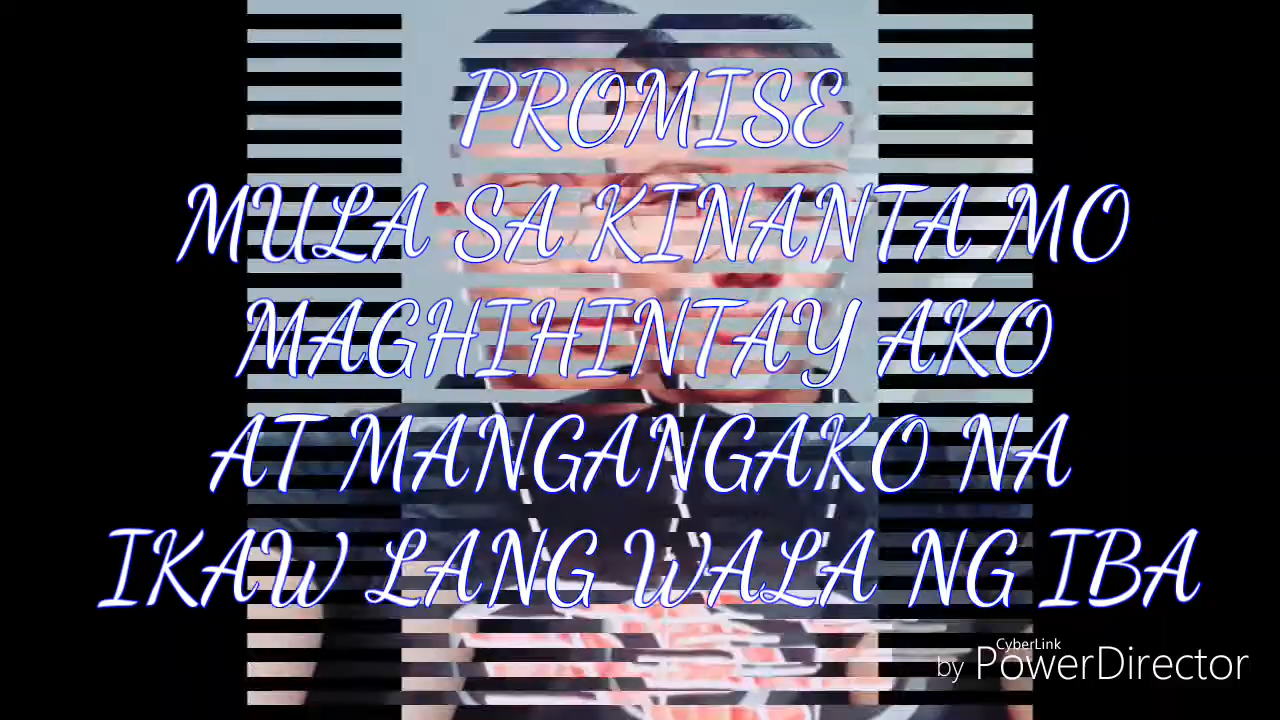 PROMISE
MULA SA KINANTA MO
MAGHIHINTAY AKO
AT MANGANGAKO NA
IKAW LANG WALA NG IBA
CyberLink
by PowerDirector